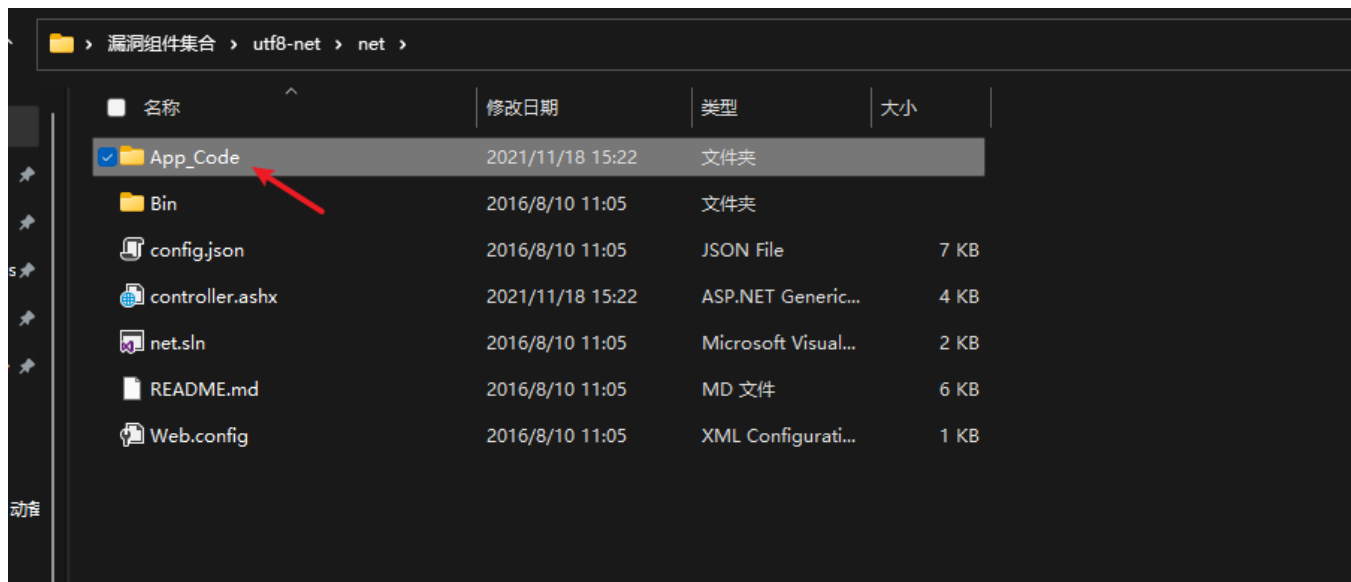 漏洞组件集合 › utf8-net › net ›
名称 修改日期 类型 大小
App_Code 2021/11/18 15:22 文件夹
Bin 2016/8/10 11:05 文件夹
config.json 2016/8/10 11:05 JSON File 7 KB
controller.ashx 2021/11/18 15:22 ASP.NET Generic... 4 KB
net.sln 2016/8/10 11:05 Microsoft Visual... 2 KB
README.md 2016/8/10 11:05 MD 文件 6 KB
Web.config 2016/8/10 11:05 XML Configurati... 1 KB
s
动备